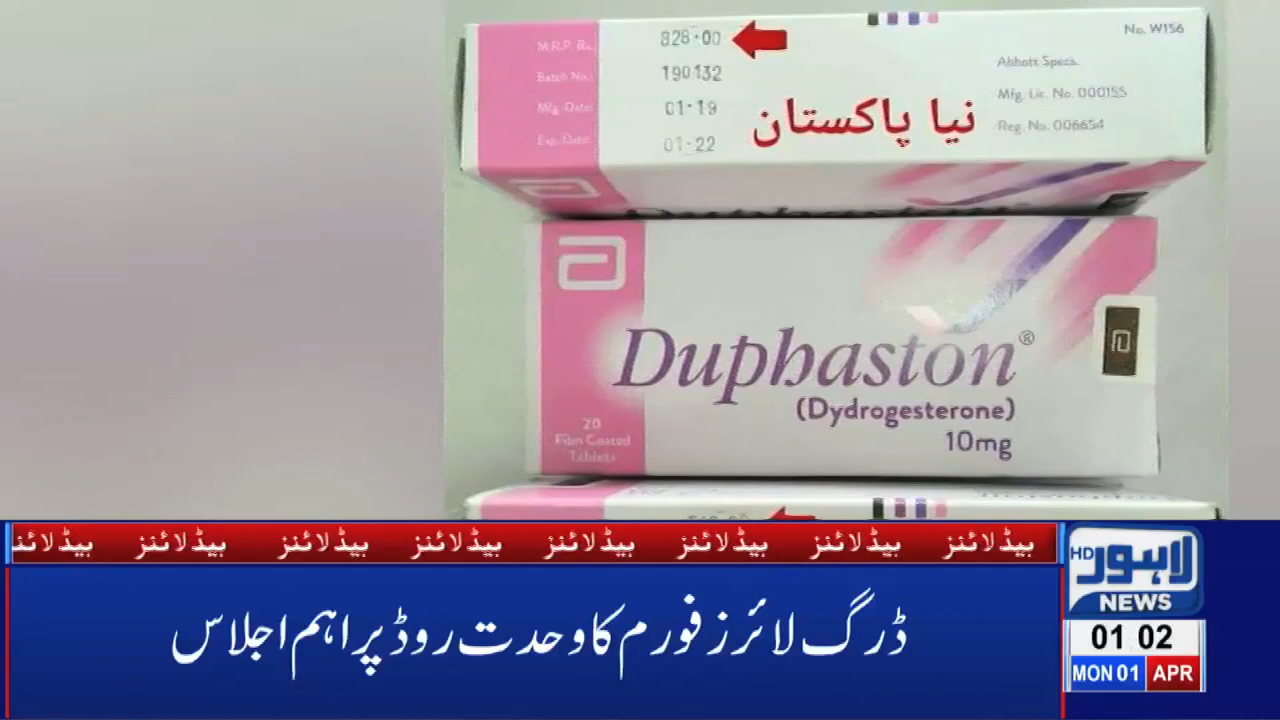 M.R.P. Rs. 828-00
Batch No.: 190132
Mfg. Date: 01-19
Exp. Date: 01-22
No. W156
Abbott Specs.
Mfg. Lic. No. 000155
Reg. No. 006654
نیا پاکستان
Duphaston®
(Dydrogesterone)
10mg
20
Film Coated
Tablets
ہیڈلائنز ہیڈلائنز ہیڈلائنز ہیڈلائنز ہیڈلائنز ہیڈلائنز ہیڈلائنز
ڈرگ لائرز فورم کا وحدت روڈ پر اہم اجلاس
HD لاہور
NEWS
01 02
MON 01 APR